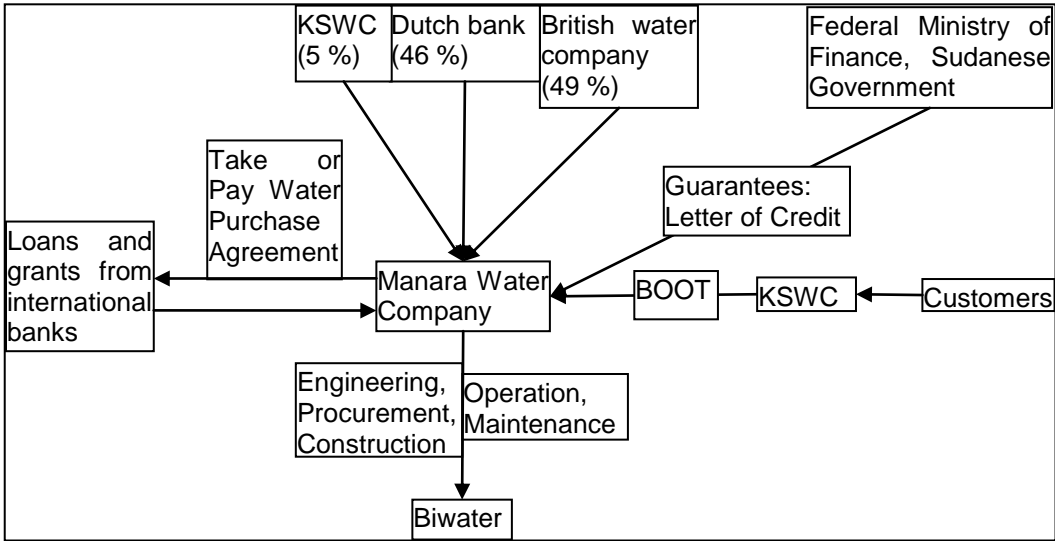 KSWC
(5 %)
Dutch bank
(46 %)
British water
company
(49 %)
Federal Ministry of
Finance, Sudanese
Government
Take or
Pay Water
Purchase
Agreement
Guarantees:
Letter of Credit
Loans and
grants from
international
banks
Manara Water
Company
BOOT
KSWC
Customers
Engineering,
Procurement,
Construction
Operation,
Maintenance
Biwater